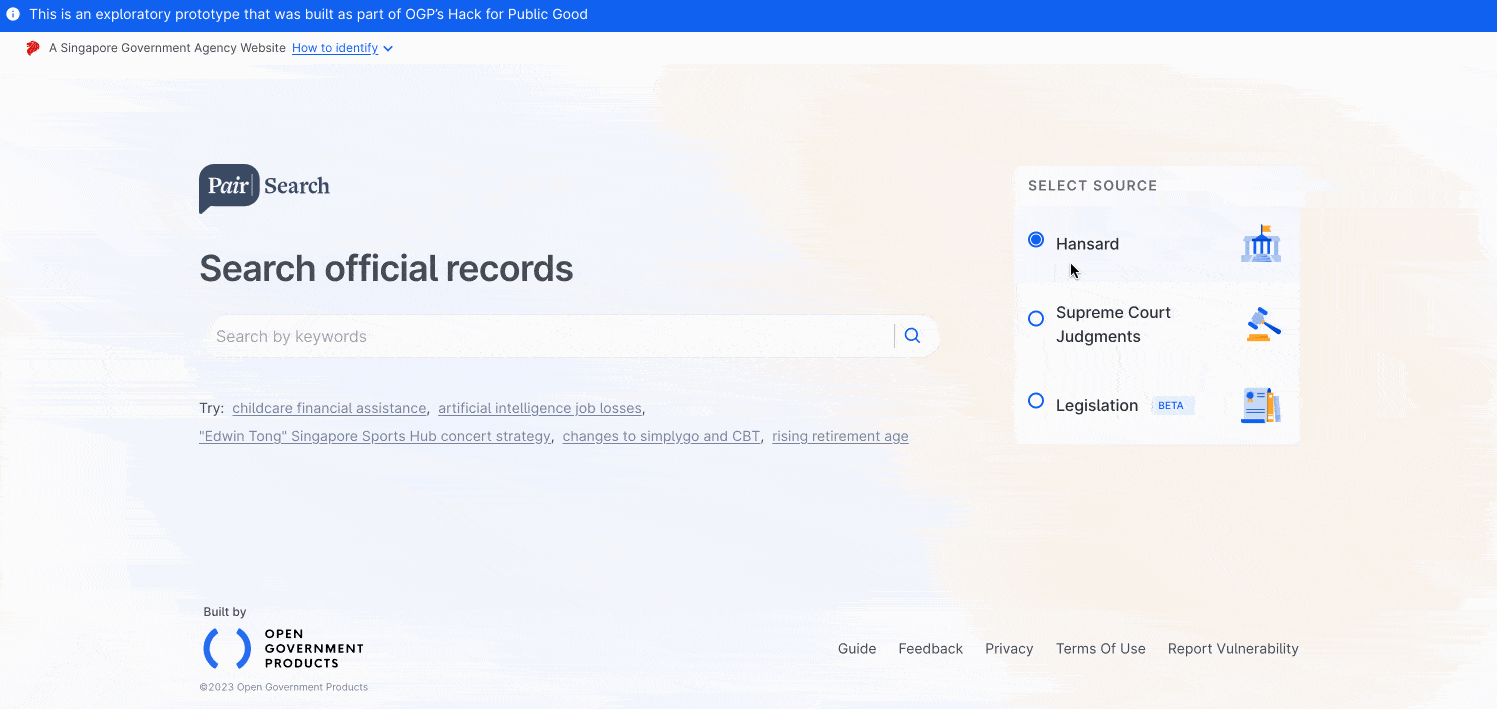 This is an exploratory prototype that was built as part of OGP's Hack for Public Good
A Singapore Government Agency Website How to identify
Pair Search
SELECT SOURCE
Hansard
Search official records
Supreme Court
Judgments
Search by keywords
Legislation BETA
Try: childcare financial assistance, artificial intelligence job losses,
"Edwin Tong" Singapore Sports Hub concert strategy, changes to simplygo and CBT, rising retirement age
Built by
OPEN
GOVERNMENT
PRODUCTS
Guide Feedback Privacy Terms Of Use Report Vulnerability
©2023 Open Government Products